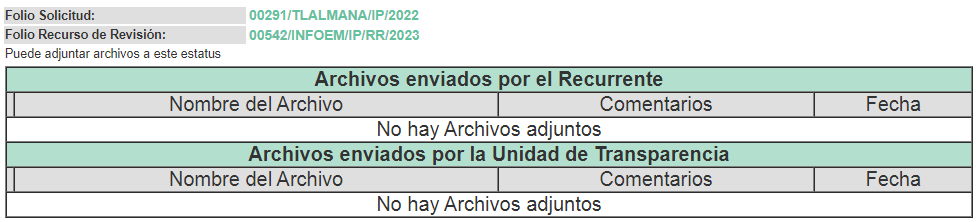 Folio Solicitud: 00291/TLALMANA/IP/2022
Folio Recurso de Revisión: 00542/INFOEM/IP/RR/2023
Puede adjuntar archivos a este estatus
Archivos enviados por el Recurrente
Nombre del Archivo Comentarios Fecha
No hay Archivos adjuntos
Archivos enviados por la Unidad de Transparencia
Nombre del Archivo Comentarios Fecha
No hay Archivos adjuntos